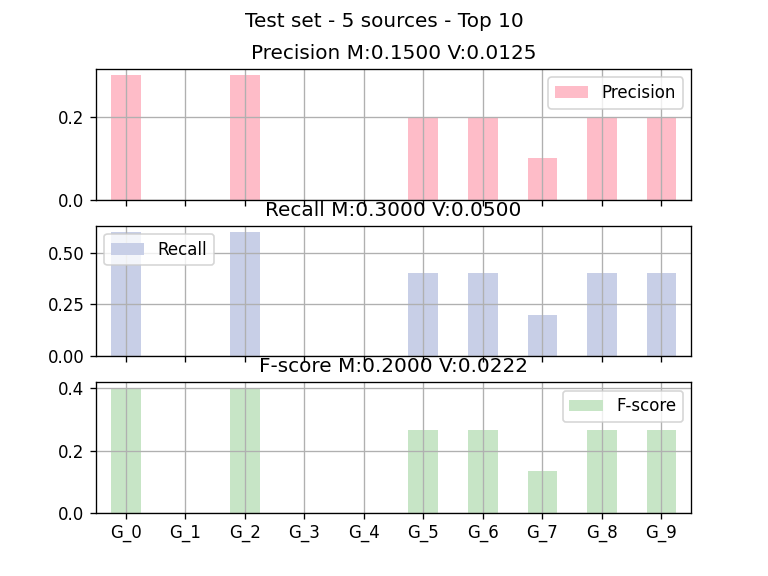 Test set - 5 sources - Top 10
Precision M:0.1500 V:0.0125
Precision
0.2
0.0
Recall M:0.3000 V:0.0500
Recall
0.50
0.25
0.00
F-score M:0.2000 V:0.0222
F-score
0.4
0.2
0.0
G_0 G_1 G_2 G_3 G_4 G_5 G_6 G_7 G_8 G_9